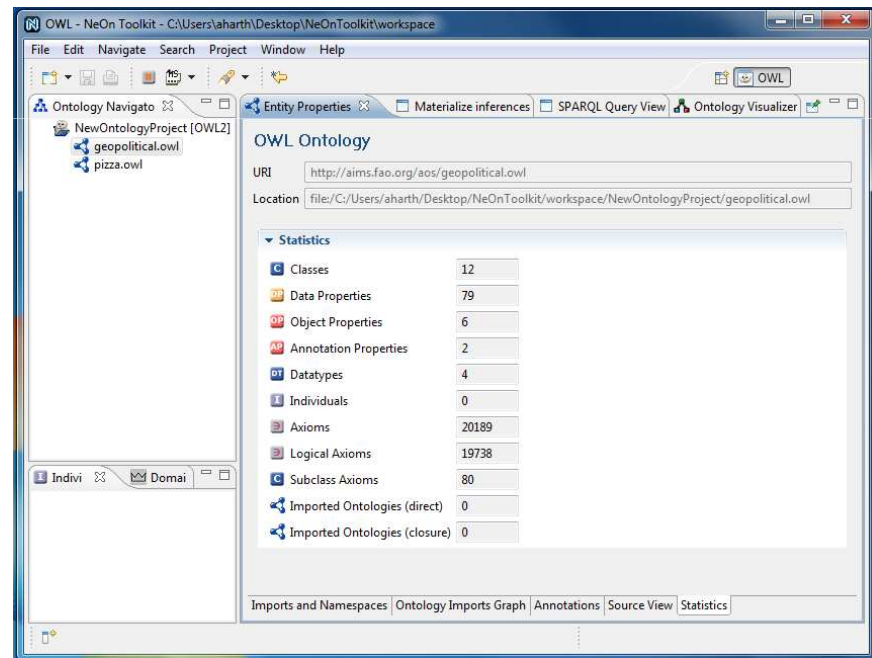 OWL - NeOn Toolkit - C:\Users\aharth\Desktop\NeOnToolkit\workspace
File Edit Navigate Search Project Window Help
OWL
Ontology Navigato
NewOntologyProject [OWL2]
geopolitical.owl
pizza.owl
Indivi Domai
Entity Properties Materialize inferences SPARQL Query View Ontology Visualizer
OWL Ontology
URI http://aims.fao.org/aos/geopolitical.owl
Location file:/C:/Users/aharth/Desktop/NeOnToolkit/workspace/NewOntologyProject/geopolitical.owl
Statistics
C Classes 12
DP Data Properties 79
OP Object Properties 6
AP Annotation Properties 2
DT Datatypes 4
I Individuals 0
Axioms 20189
Logical Axioms 19738
C Subclass Axioms 80
Imported Ontologies (direct) 0
Imported Ontologies (closure) 0
Imports and Namespaces Ontology Imports Graph Annotations Source View Statistics